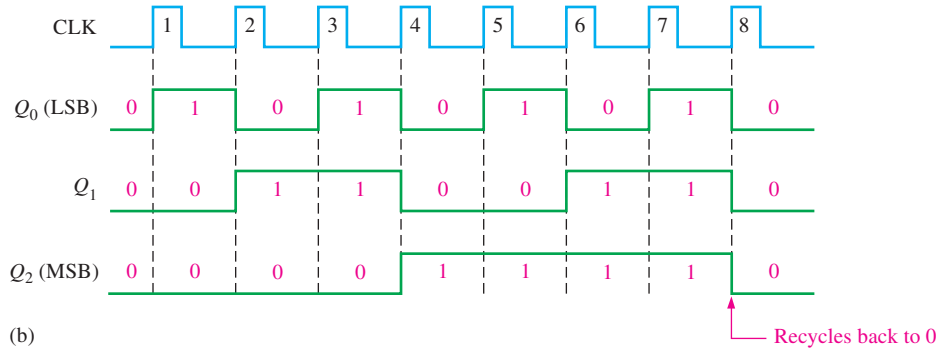 CLK 1 2 3 4 5 6 7 8
Q0 (LSB) 0 1 0 1 0 1 0 1 0
Q1 0 0 1 1 0 0 1 1 0
Q2 (MSB) 0 0 0 0 1 1 1 1 0
(b) Recycles back to 0